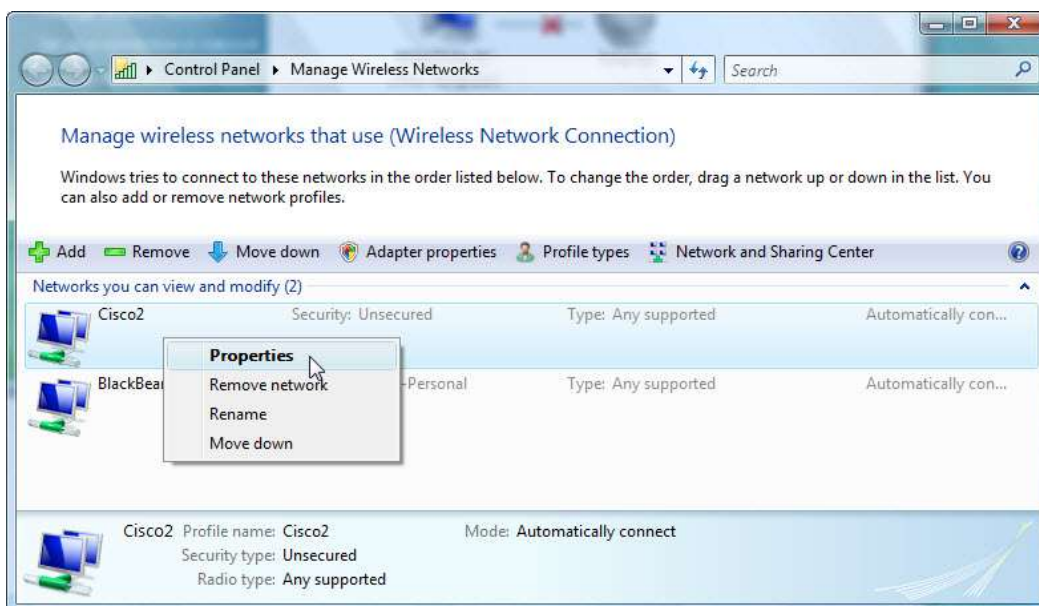 Control Panel Manage Wireless Networks Search
Manage wireless networks that use (Wireless Network Connection)
Windows tries to connect to these networks in the order listed below. To change the order, drag a network up or down in the list. You
can also add or remove network profiles.
Add Remove Move down Adapter properties Profile types Network and Sharing Center
Networks you can view and modify (2)
Cisco2 Security: Unsecured Type: Any supported Automatically con...
Properties
BlackBear -Personal Type: Any supported Automatically con...
Remove network
Rename
Move down
Cisco2 Profile name: Cisco2 Mode: Automatically connect
Security type: Unsecured
Radio type: Any supported